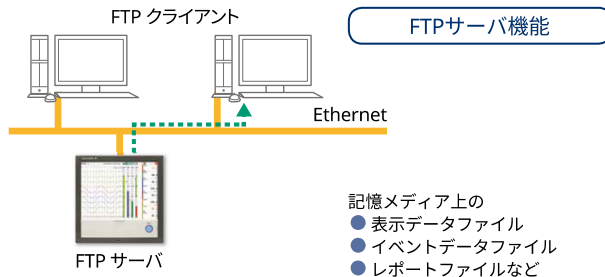 FTP クライアント
FTPサーバ機能
Ethernet
FTP サーバ
記憶メディア上の
● 表示データファイル
● イベントデータファイル
● レポートファイルなど